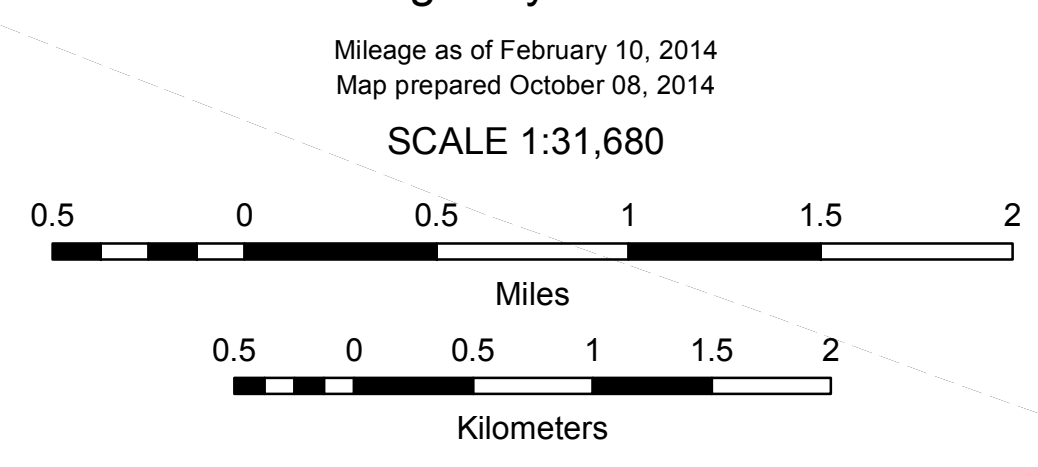 Mileage as of February 10, 2014
Map prepared October 08, 2014
SCALE 1:31,680
0.5 0 0.5 1 1.5 2
Miles
0.5 0 0.5 1 1.5 2
Kilometers